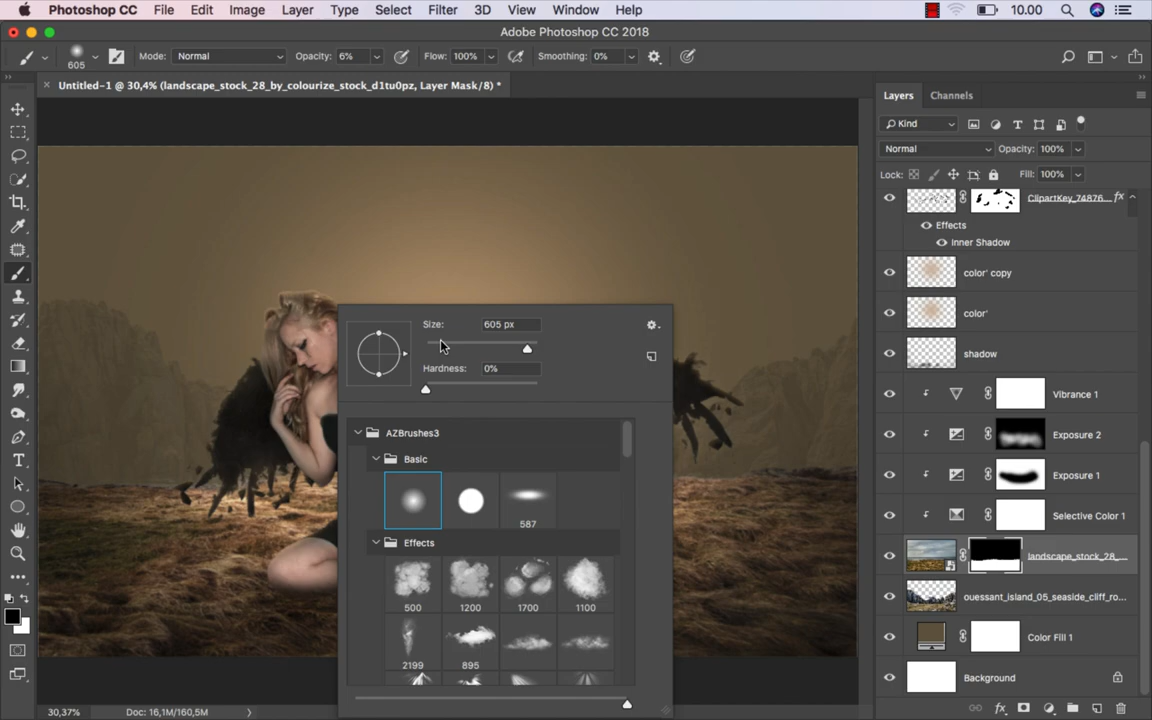 Photoshop CC File Edit Image Layer Type Select Filter 3D View Window Help 10.00
Adobe Photoshop CC 2018
605 Mode: Normal Opacity: 6% Flow: 100% Smoothing: 0%
Untitled-1 @ 30,4% (landscape_stock_28_by_colourize_stock_d1tu0pz, Layer Mask/8) *
Layers Channels
Kind
Normal Opacity: 100%
Lock: Fill: 100%
ClipartKey_74876... fx
Effects
Inner Shadow
color' copy
color'
shadow
Vibrance 1
Exposure 2
Exposure 1
Selective Color 1
landscape_stock_28_...
ouessant_island_05_seaside_cliff_ro...
Color Fill 1
Background
Size: 605 px
Hardness: 0%
AZBrushes3
Basic
587
Effects
500 1200 1700 1100
2199 895
30,37% Doc: 16,1M/160,5M
fx